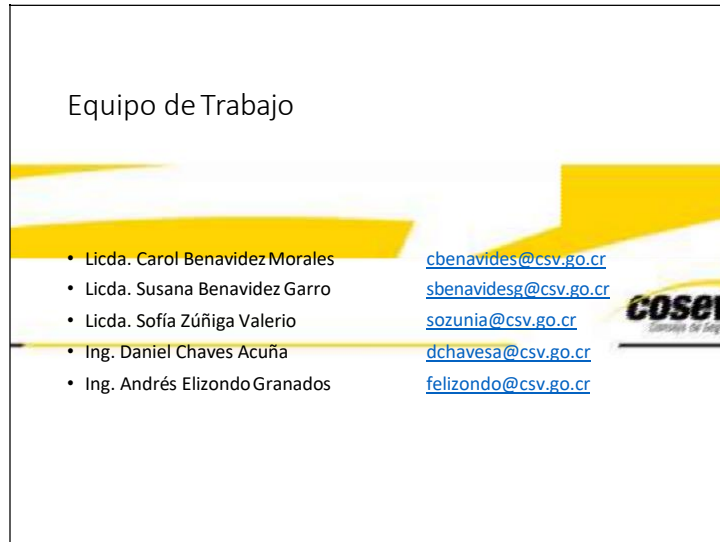 Equipo de Trabajo
• Licda. Carol Benavidez Morales cbenavides@csv.go.cr
• Licda. Susana Benavidez Garro sbenavidesg@csv.go.cr
• Licda. Sofía Zúñiga Valerio sozunia@csv.go.cr
• Ing. Daniel Chaves Acuña dchavesa@csv.go.cr
• Ing. Andrés Elizondo Granados felizondo@csv.go.cr
Consejo de